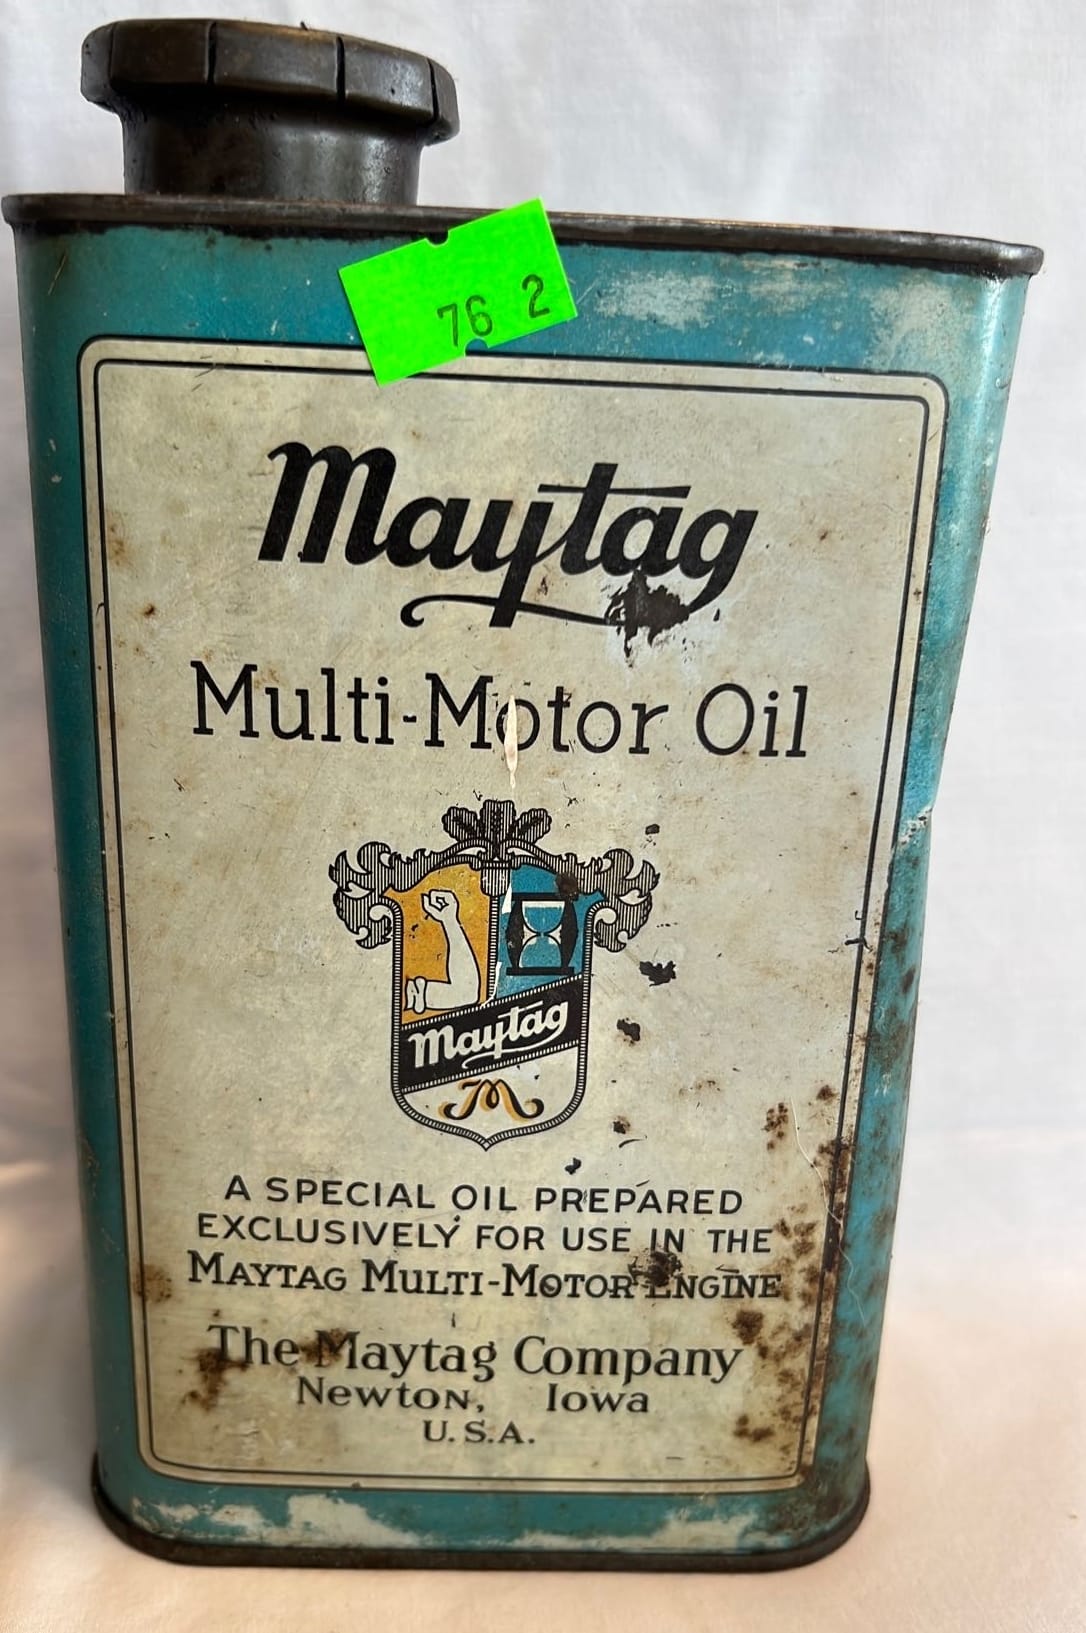 76 2
Maytag
Multi-Motor Oil
Maytag
M
A SPECIAL OIL PREPARED
EXCLUSIVELY FOR USE IN THE
MAYTAG MULTI-MOTOR ENGINE
The Maytag Company
Newton, Iowa
U.S.A.